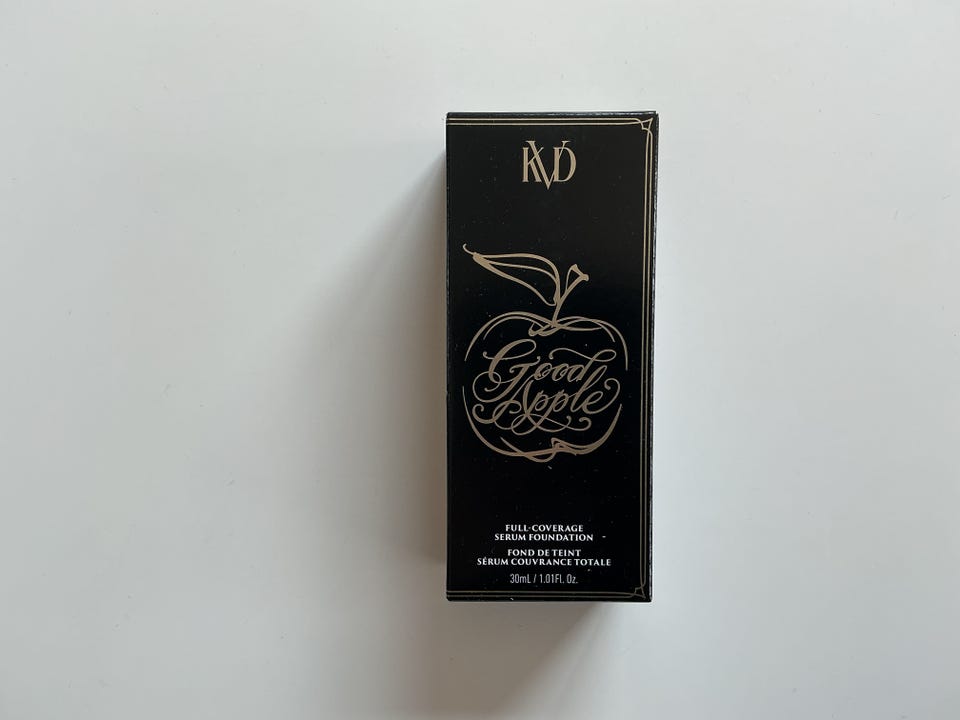 KVD
Good
Apple
FULL-COVERAGE
SERUM FOUNDATION
FOND DE TEINT
SÉRUM COUVRANCE TOTALE
30mL / 1.01Fl. Oz.